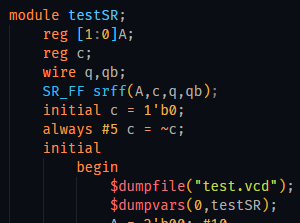 module testSR;
reg [1:0]A;
reg c;
wire q,qb;
SR_FF srff(A,c,q,qb);
initial c = 1'b0;
always #5 c = ~c;
initial
begin
$dumpfile("test.vcd");
$dumpvars(0,testSR);
A = 2'b00; #10